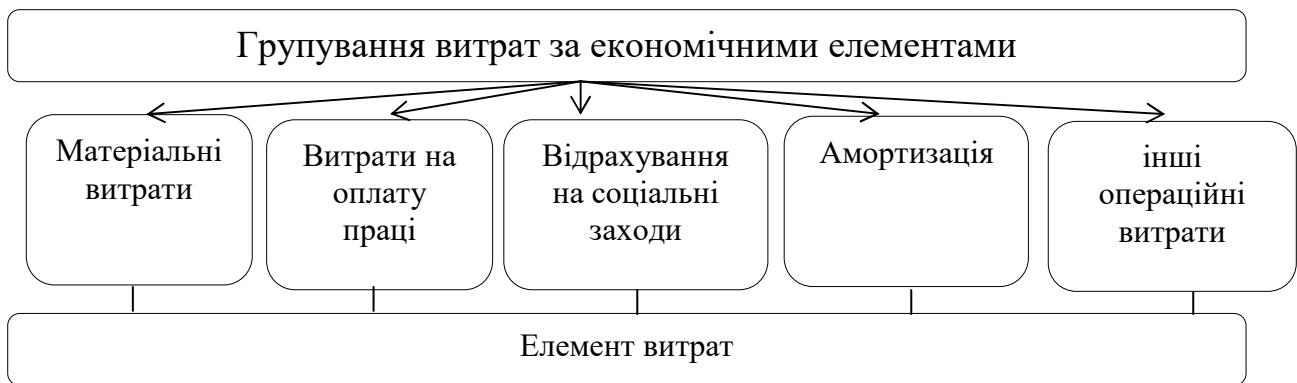 Групування витрат за економічними елементами
Матеріальні
витрати
Витрати на
оплату
праці
Відрахування
на соціальні
заходи
Амортизація
інші
операційні
витрати
Елемент витрат